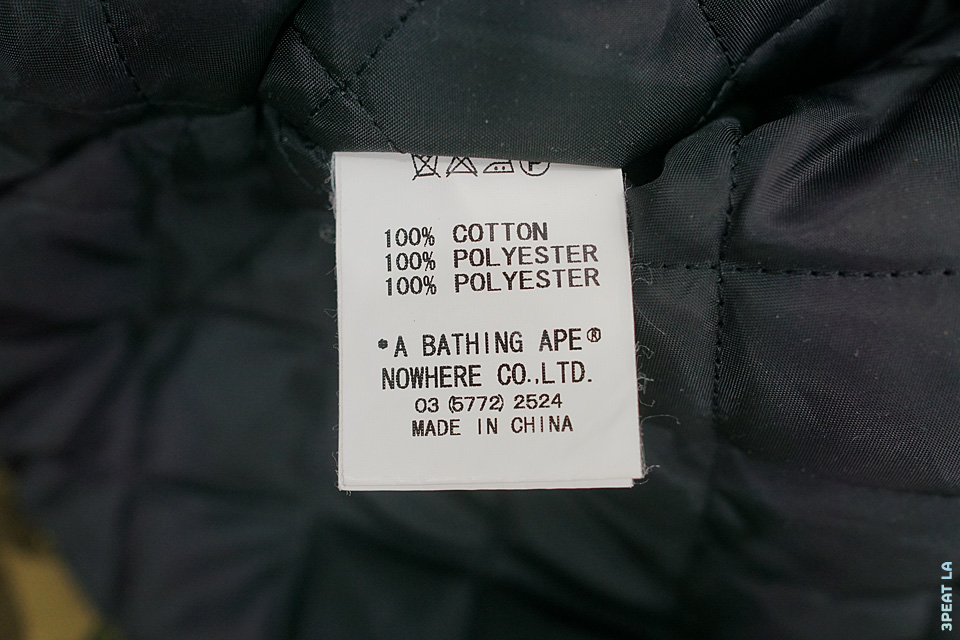 100% COTTON
100% POLYESTER
100% POLYESTER
*A BATHING APE®
NOWHERE CO.,LTD.
03 (5772) 2524
MADE IN CHINA
3PEAT LA